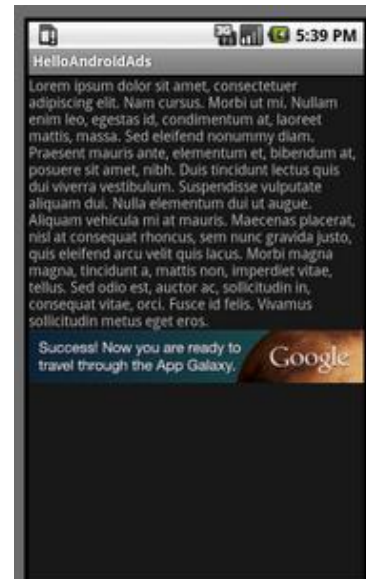 3G
5:39 PM
HelloAndroidAds
Lorem ipsum dolor sit amet, consectetuer
adipiscing elit. Nam cursus. Morbi ut mi. Nullam
enim leo, egestas id, condimentum at, laoreet
mattis, massa. Sed eleifend nonummy diam.
Praesent mauris ante, elementum et, bibendum at,
posuere sit amet, nibh. Duis tincidunt lectus quis
dui viverra vestibulum. Suspendisse vulputate
aliquam dui. Nulla elementum dui ut augue.
Aliquam vehicula mi at mauris. Maecenas placerat,
nisl at consequat rhoncus, sem nunc gravida justo,
quis eleifend arcu velit quis lacus. Morbi magna
magna, tincidunt a, mattis non, imperdiet vitae,
tellus. Sed odio est, auctor ac, sollicitudin in,
consequat vitae, orci. Fusce id felis. Vivamus
sollicitudin metus eget eros.
Success! Now you are ready to
travel through the App Galaxy.
Google